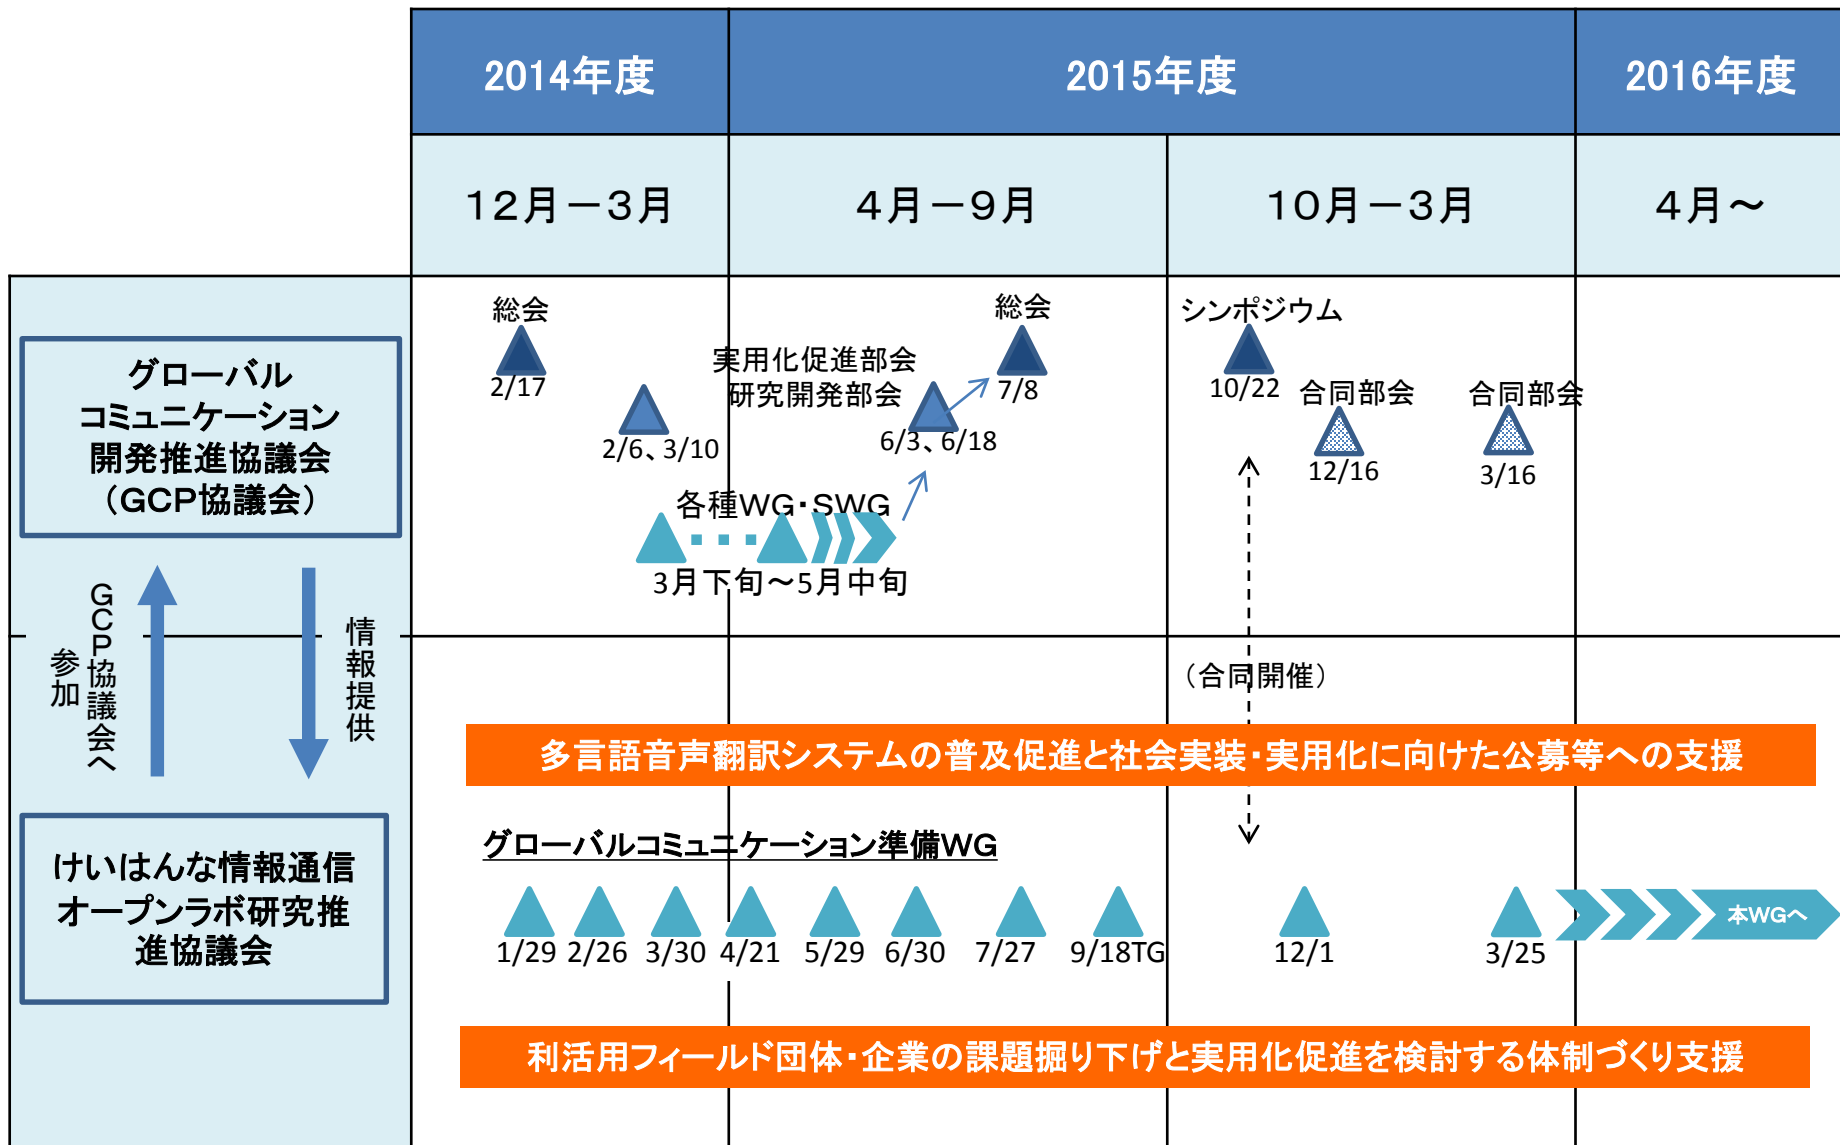 2014年度
2015年度
2016年度
12月－3月
4月－9月
10月－3月
4月～
グローバル
コミュニケーション
開発推進協議会
（GCP協議会）
総会
2/17
2/6、3/10
実用化促進部会
研究開発部会
6/3、6/18
総会
7/8
各種WG・SWG
3月下旬～5月中旬
シンポジウム
10/22
合同部会
12/16
合同部会
3/16
GCP協議会へ
参加
情報提供
（合同開催）
多言語音声翻訳システムの普及促進と社会実装・実用化に向けた公募等への支援
けいはんな情報通信
オープンラボ研究推
進協議会
グローバルコミュニケーション準備WG
1/29
2/26
3/30
4/21
5/29
6/30
7/27
9/18TG
12/1
3/25
本WGへ
利活用フィールド団体・企業の課題掘り下げと実用化促進を検討する体制づくり支援